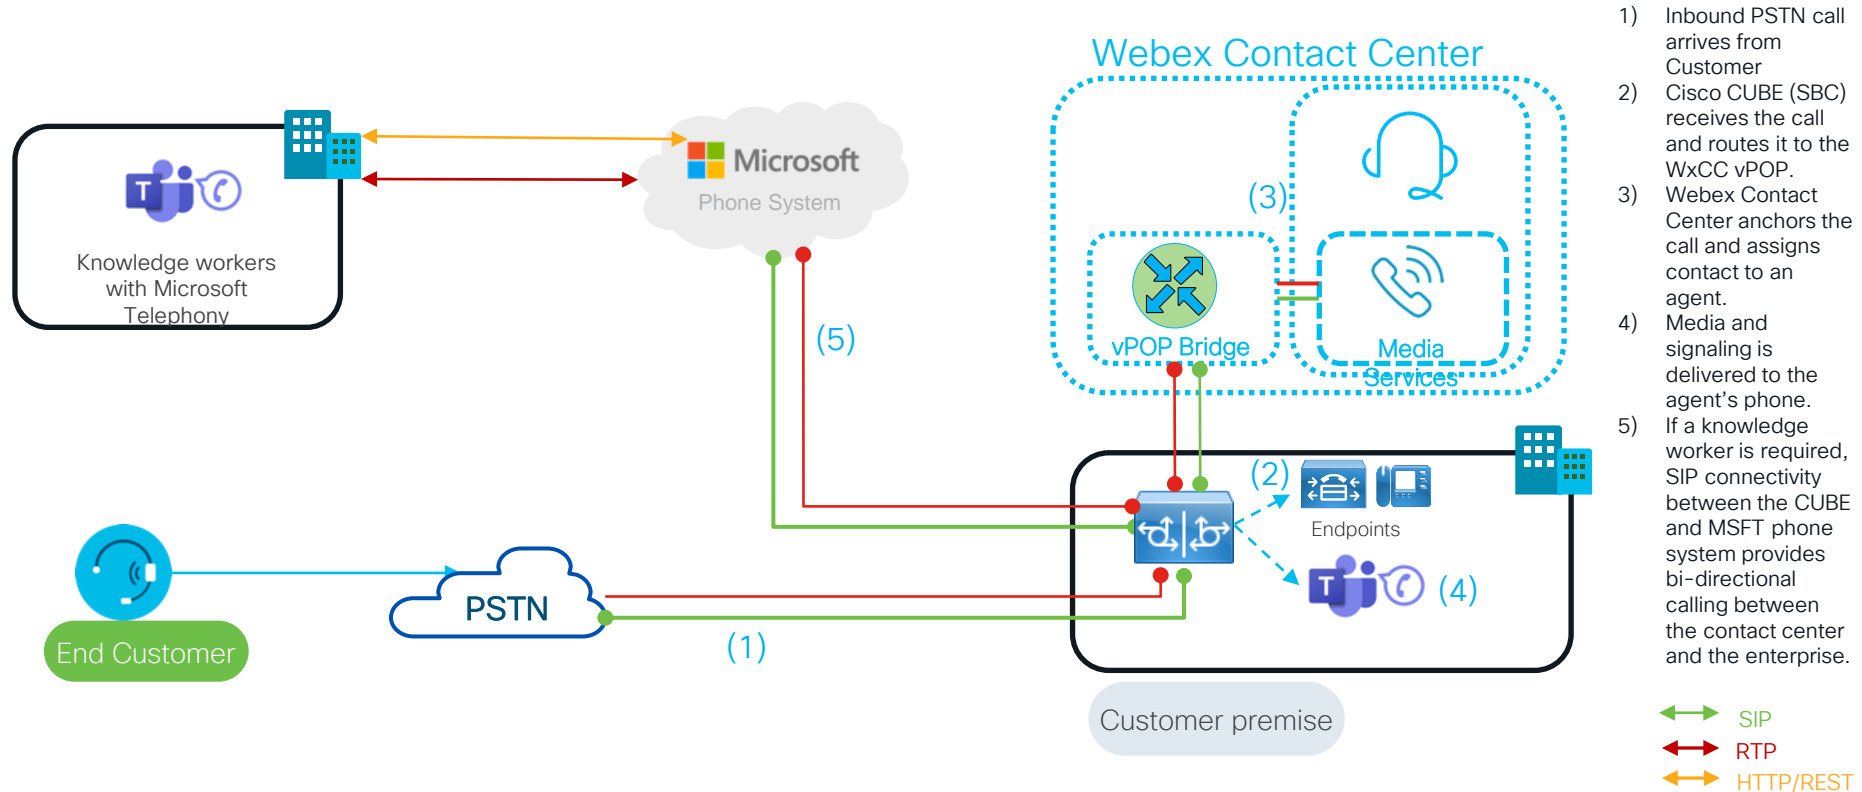 Webex Contact Center
Microsoft
Phone System
T
Knowledge workers
with Microsoft
Telephony
(3)
(5)
vPOP Bridge
Media
Services
(2)
Endpoints
T
(4)
PSTN
(1)
End Customer
Customer premise
1) Inbound PSTN call
arrives from
Customer
2) Cisco CUBE (SBC)
receives the call
and routes it to the
WxCC vPOP.
3) Webex Contact
Center anchors the
call and assigns
contact to an
agent.
4) Media and
signaling is
delivered to the
agent's phone.
5) If a knowledge
worker is required,
SIP connectivity
between the CUBE
and MSFT phone
system provides
bi-directional
calling between
the contact center
and the enterprise.
SIP
RTP
HTTP/REST